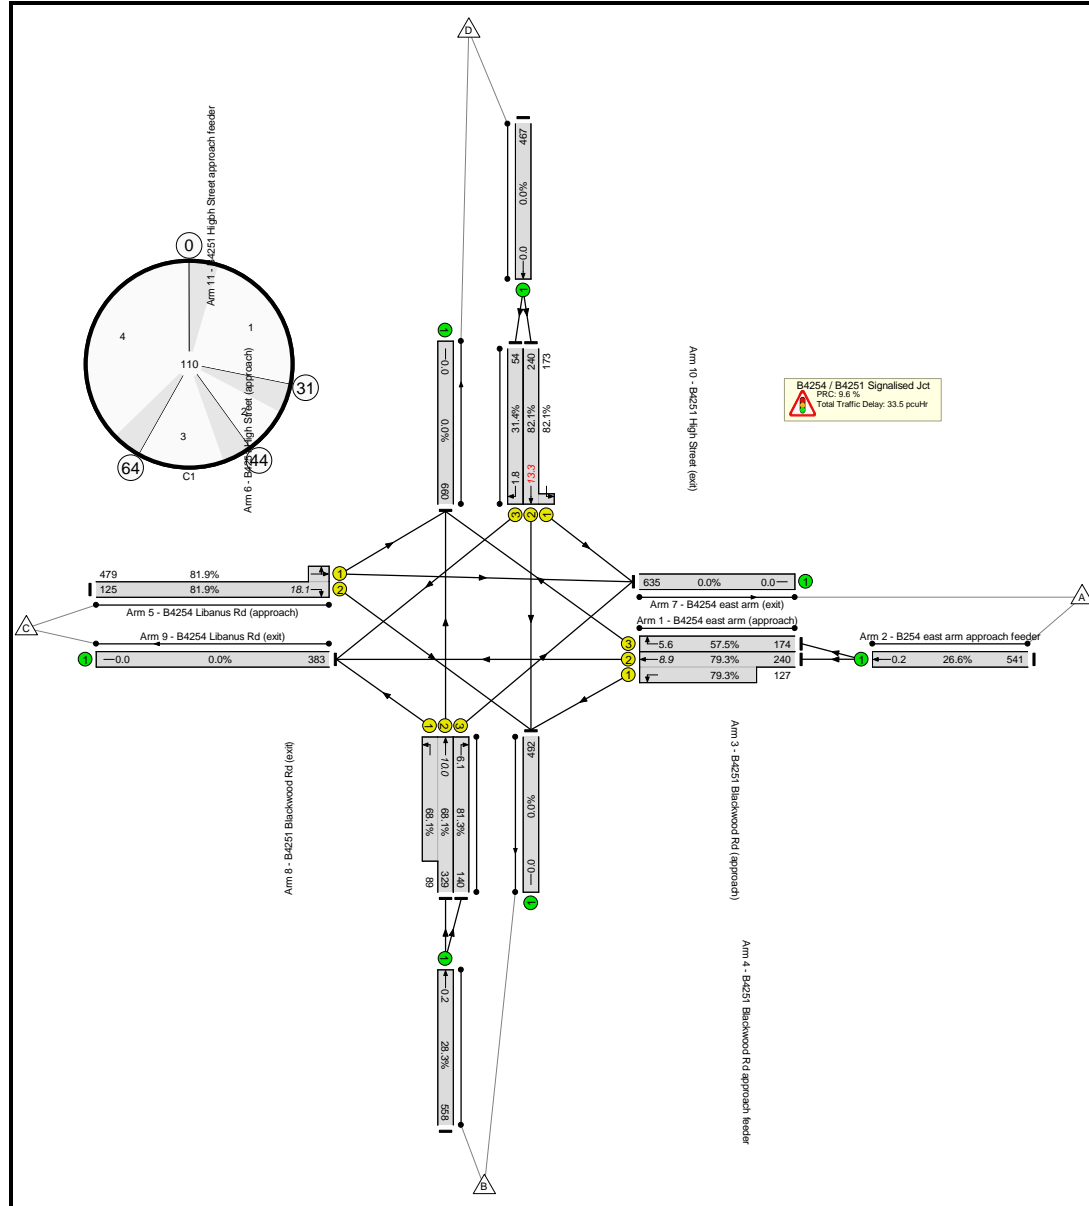 D
467
0.0%
0.0
1
Arm 11 - B4251 Higbh Street approach feeder
0
4
1
110
31
2
3
44
64
C1
Arm 6 - B4251 High Street (approach)
1
0.0
0.0%
660
54
240
173
31.4%
82.1%
82.1%
1.8
13.3
3
2
1
Arm 10 - B4251 High Street (exit)
B4254 / B4251 Signalised Jct
PRC: 9.6 %
Total Traffic Delay: 33.5 pcuHr
479 81.9%
125 81.9% 18.1
1
2
Arm 5 - B4254 Libanus Rd (approach)
C
Arm 9 - B4254 Libanus Rd (exit)
1
0.0 0.0% 383
635 0.0% 0.0
1
Arm 7 - B4254 east arm (exit)
A
Arm 1 - B4254 east arm (approach)
3
5.6 57.5% 174
2
8.9 79.3% 240
1
79.3% 127
Arm 2 - B254 east arm approach feeder
1
0.2 26.6% 541
1
2
3
10.0
6.1
68.1%
68.1%
81.3%
89
329
140
492
0.0%
0.0
1
Arm 8 - B4251 Blackwood Rd (exit)
Arm 3 - B4251 Blackwood Rd (approach)
1
0.2
28.3%
558
Arm 4 - B4251 Blackwood Rd approach feeder
B